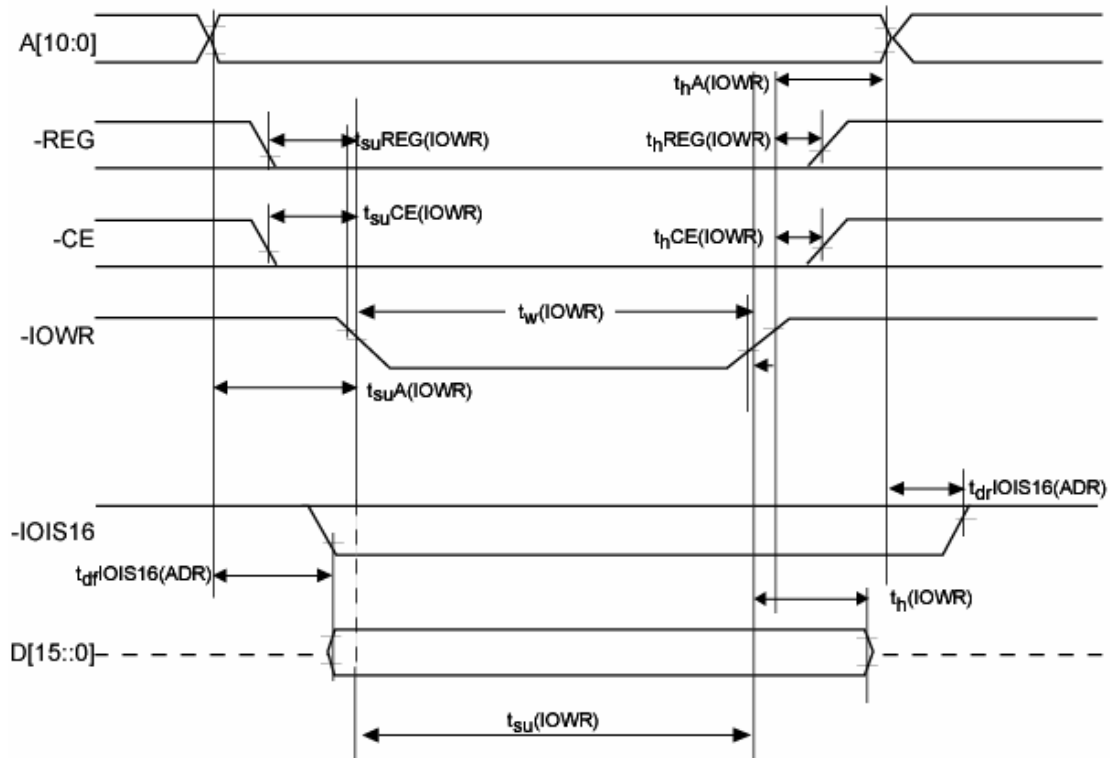 A[10:0]
thA(IOWR)
-REG
tsuREG(IOWR)
thREG(IOWR)
-CE
tsuCE(IOWR)
thCE(IOWR)
tw(IOWR)
-IOWR
tsuA(IOWR)
tdrIOIS16(ADR)
-IOIS16
tdfIOIS16(ADR)
th(IOWR)
D[15::0]
tsu(IOWR)